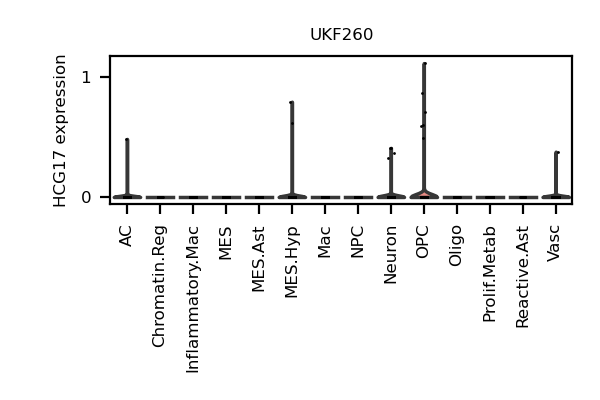 UKF260
HCG17 expression
1
0
AC
Chromatin.Reg
Inflammatory.Mac
MES
MES.Ast
MES.Hyp
Mac
NPC
Neuron
OPC
Oligo
Prolif.Metab
Reactive.Ast
Vasc